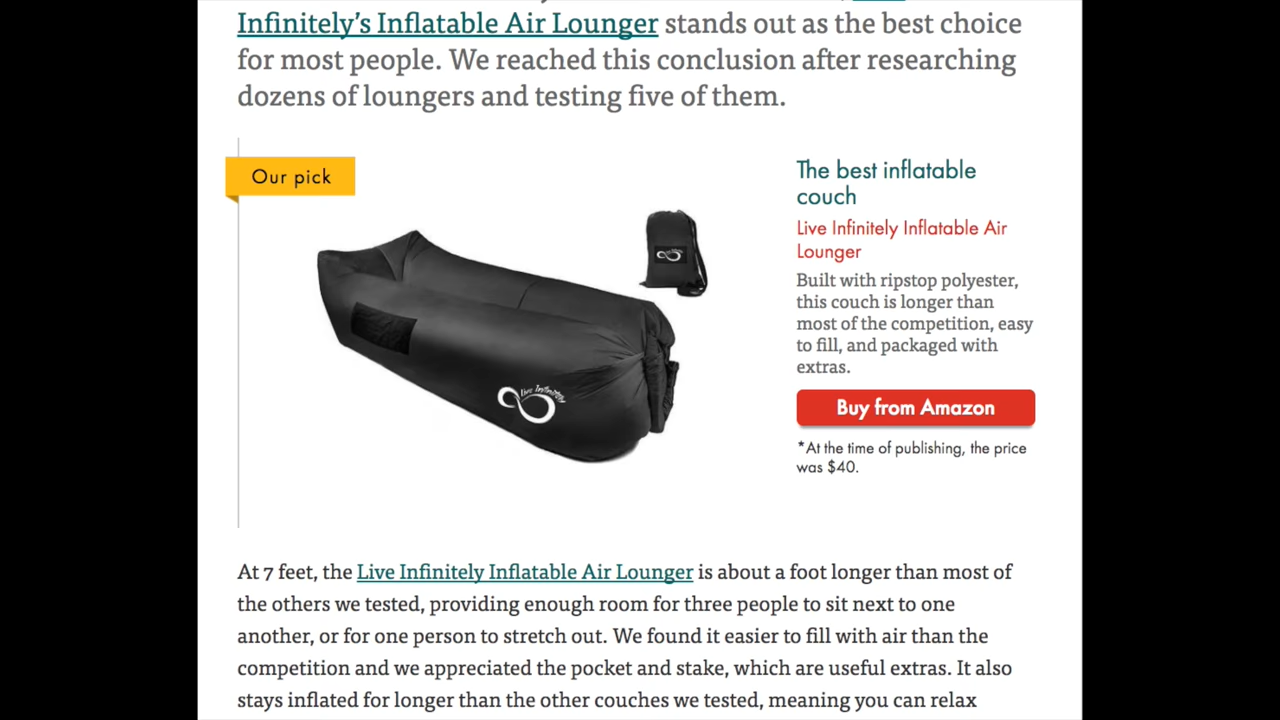 Infinitely's Inflatable Air Lounger stands out as the best choice
for most people. We reached this conclusion after researching
dozens of loungers and testing five of them.
Our pick
The best inflatable
couch
Live Infinitely Inflatable Air
Lounger
Built with ripstop polyester,
this couch is longer than
most of the competition, easy
to fill, and packaged with
extras.
Buy from Amazon
*At the time of publishing, the price
was $40.
Live Infinitely
At 7 feet, the Live Infinitely Inflatable Air Lounger is about a foot longer than most of
the others we tested, providing enough room for three people to sit next to one
another, or for one person to stretch out. We found it easier to fill with air than the
competition and we appreciated the pocket and stake, which are useful extras. It also
stays inflated for longer than the other couches we tested, meaning you can relax